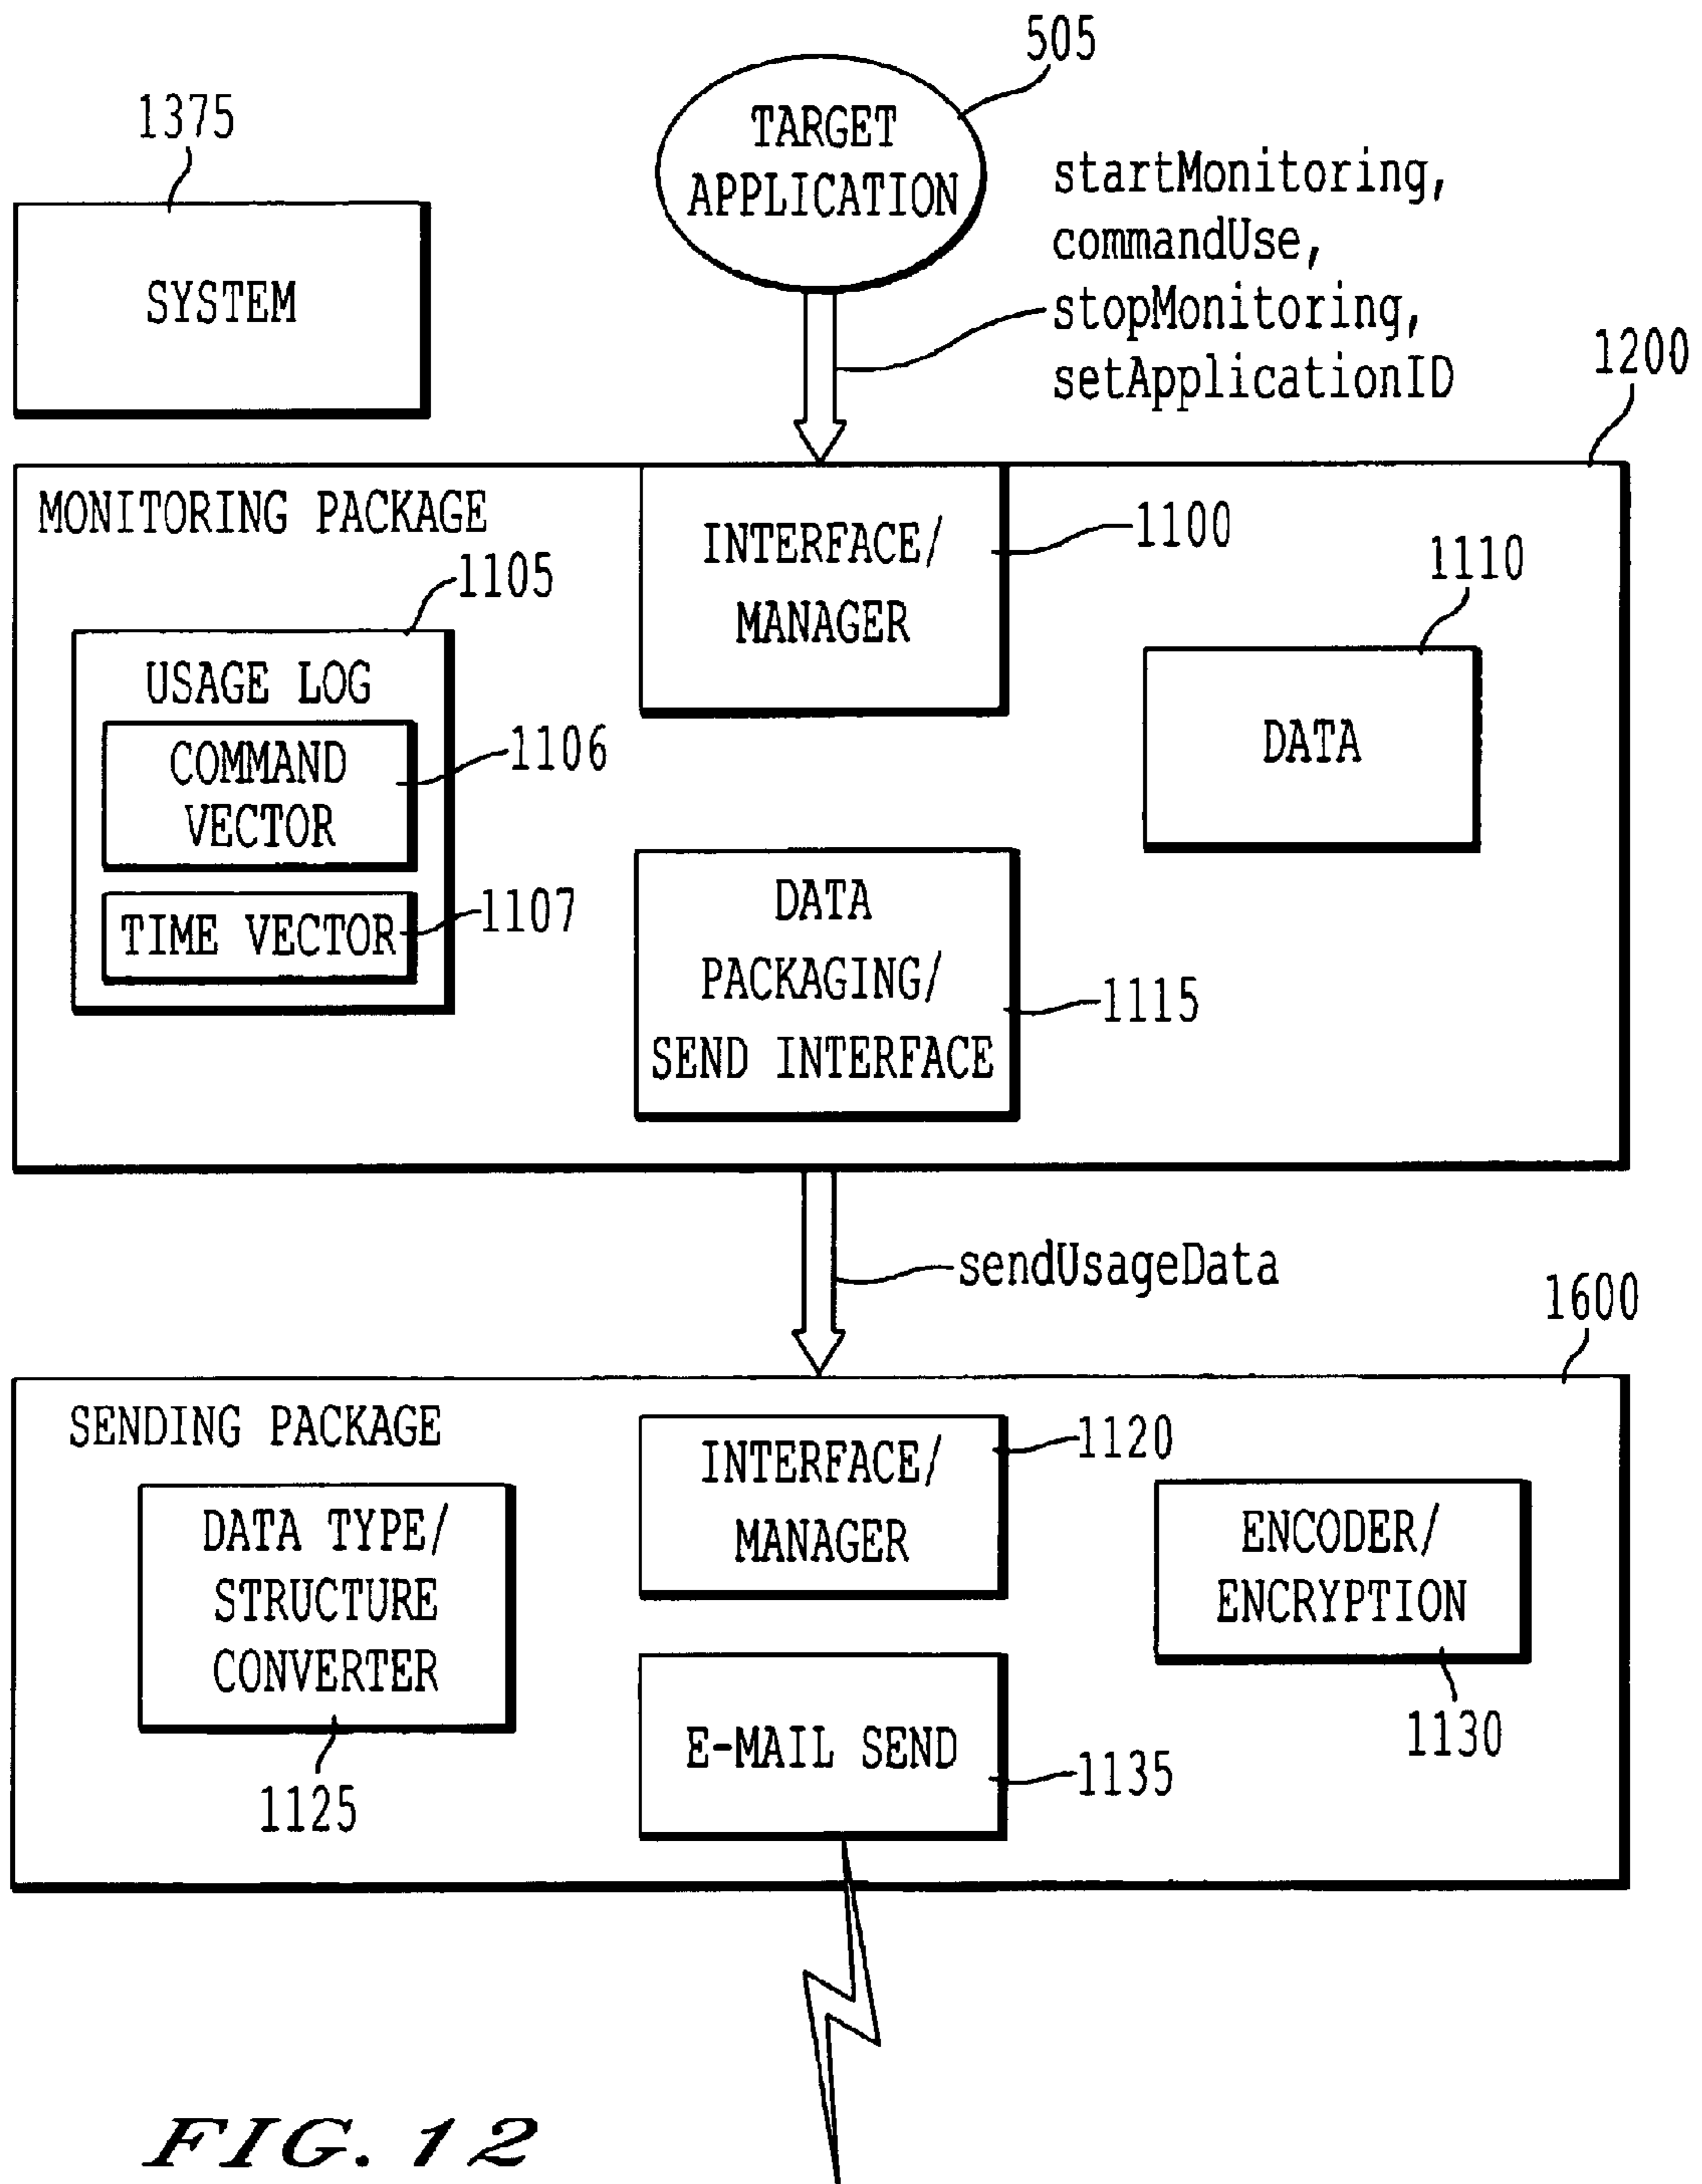 505
1375
TARGET
APPLICATION
startMonitoring,
commandUse,
stopMonitoring,
setApplicationID
SYSTEM
1200
MONITORING PACKAGE
INTERFACE/
MANAGER
1100
1110
1105
USAGE LOG
COMMAND
VECTOR
1106
TIME VECTOR
1107
DATA
DATA
PACKAGING/
SEND INTERFACE
1115
sendUsageData
1600
SENDING PACKAGE
INTERFACE/
MANAGER
1120
DATA TYPE/
STRUCTURE
CONVERTER
1125
ENCODER/
ENCRYPTION
1130
E-MAIL SEND
1135
FIG. 12